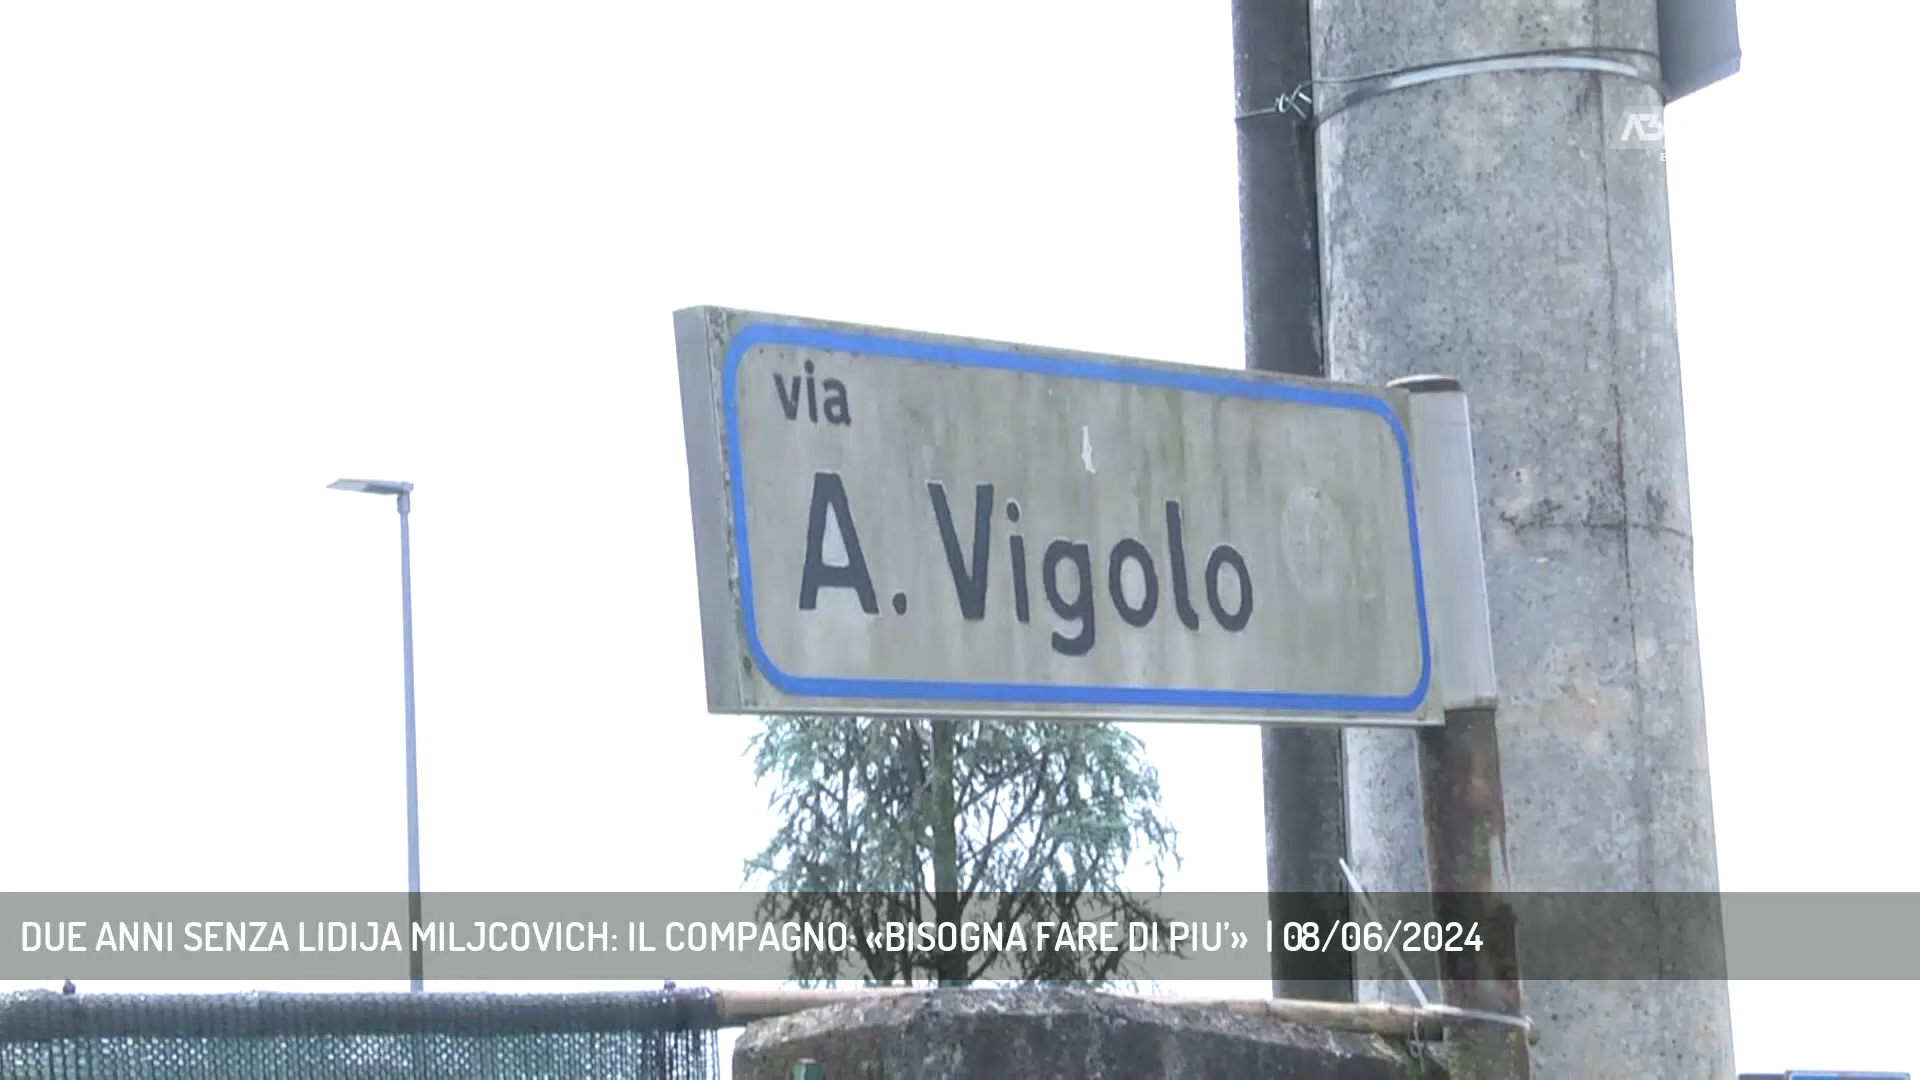 via
A. Vigolo
DUE ANNI SENZA LIDIJA MILJCOVICH: IL COMPAGNO: «BISOGNA FARE DI PIU'» | 08/06/2024